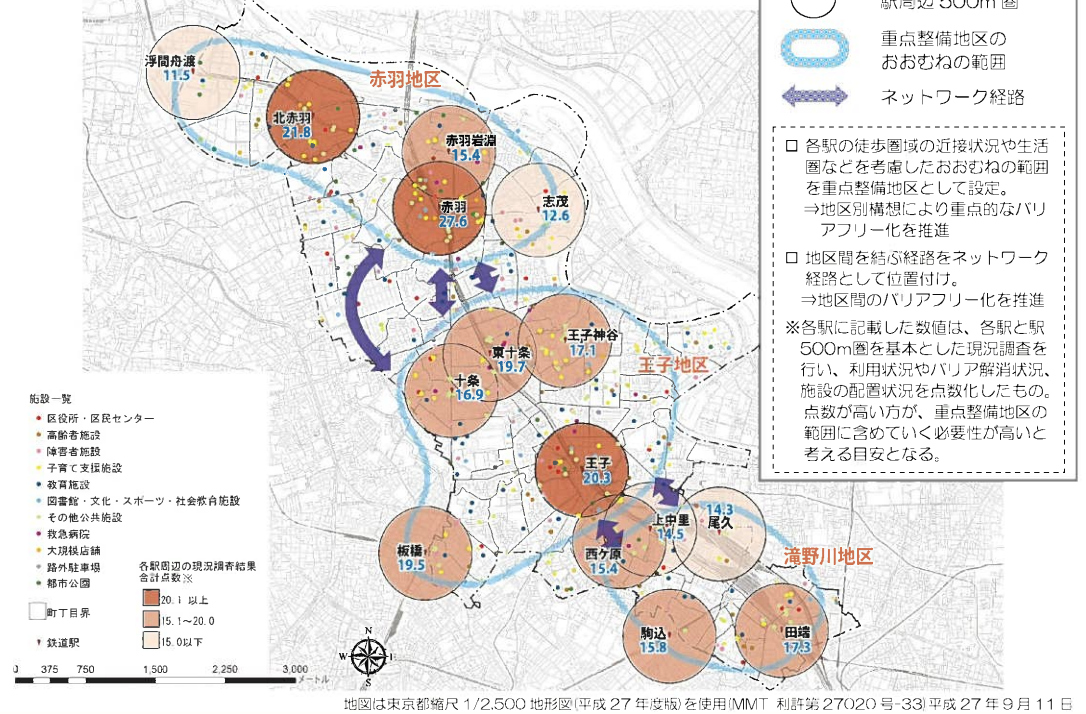 駅周辺500m圏
重点整備地区の
おおむねの範囲
ネットワーク経路
□ 各駅の徒歩圏域の近接状況や生活
圏などを考慮したおおむねの範囲
を重点整備地区として設定。
⇒地区別構想により重点的なバリ
アフリー化を推進
□ 地区間を結ぶ経路をネットワーク
経路として位置付け。
⇒地区間のバリアフリー化を推進
※各駅に記載した数値は、各駅と駅
500m圏を基本とした現況調査を
行い、利用状況やバリア解消状況、
施設の配置状況を点数化したもの。
点数が高い方が、重点整備地区の
範囲に含めていく必要性が高いと
考える目安となる。
赤羽地区
浮間舟渡
11.5
北赤羽
21.8
赤羽岩淵
15.4
赤羽
27.6
志茂
12.6
王子地区
王子神谷
17.1
東十条
19.7
十条
16.9
王子
20.3
板橋
19.5
滝野川地区
上中里
14.5
14.3
尾久
西ケ原
15.4
駒込
15.8
田端
17.3
施設一覧
区役所・区民センター
高齢者施設
障害者施設
子育て支援施設
教育施設
図書館・文化・スポーツ・社会教育施設
その他公共施設
救急病院
大規模店舗
路外駐車場
都市公園
町丁目界
鉄道駅
各駅周辺の現況調査結果
合計点数※
20.1以上
15.1～20.0
15.0以下
N
W
E
S
0 375 750 1,500 2,250 3,000
メートル
地図は東京都縮尺 1/2,500 地形図(平成 27 年度版)を使用(MMT 利許第 27020 号-33)平成 27 年 9 月 11 日